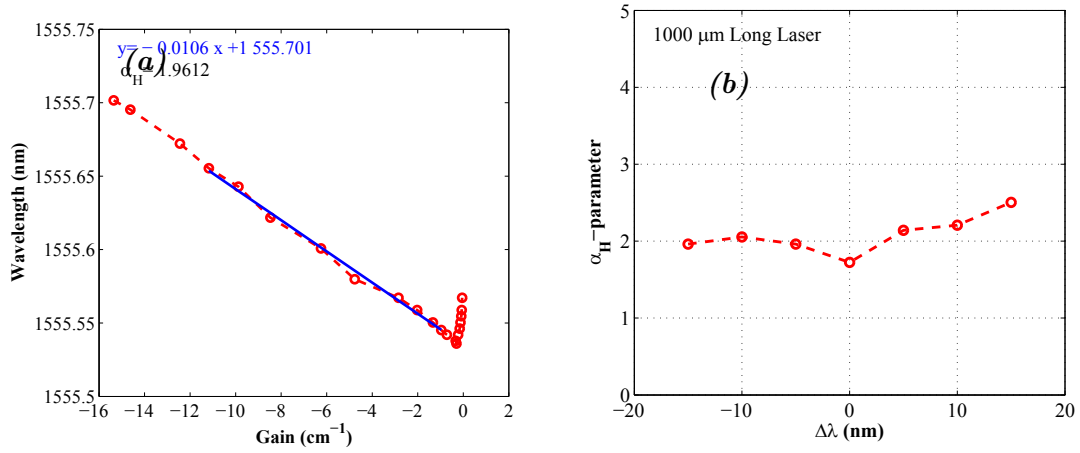 1555.75
y= − 0.0106 x +1 555.701
(a)
α_H = 1.9612
1555.7
1555.65
1555.6
1555.55
1555.5
Wavelength (nm)
−16 −14 −12 −10 −8 −6 −4 −2 0 2
Gain (cm⁻¹)
5
4
3
2
1
0
α_H−parameter
1000 μm Long Laser
(b)
−20 −10 0 10 20
Δλ (nm)